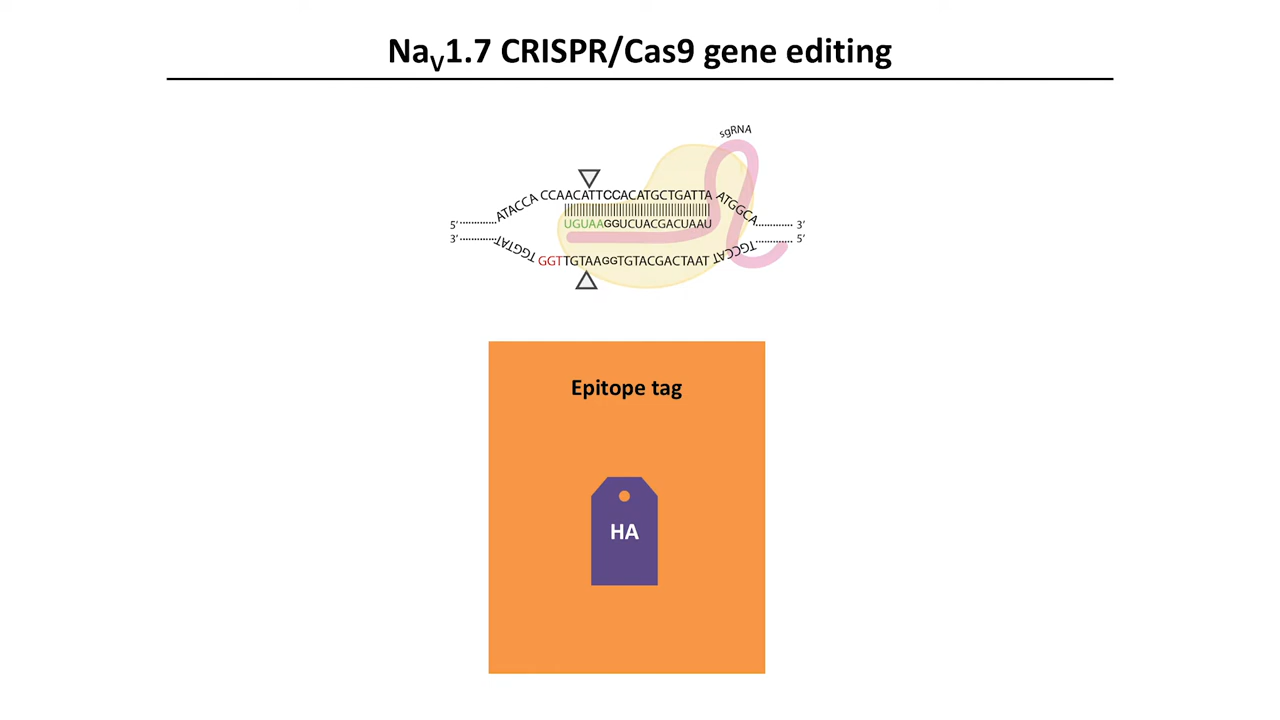 NaV1.7 CRISPR/Cas9 gene editing
sgRNA
ATACCA CCAACATTCCACATGCTGATTA ATGGCA
5’ 3’
UGUAAGGUCUACGACUAAU
3’ 5’
TGGTAT GGTTGTAAGGTGTACGACTAAT TGCCAT
Epitope tag
HA